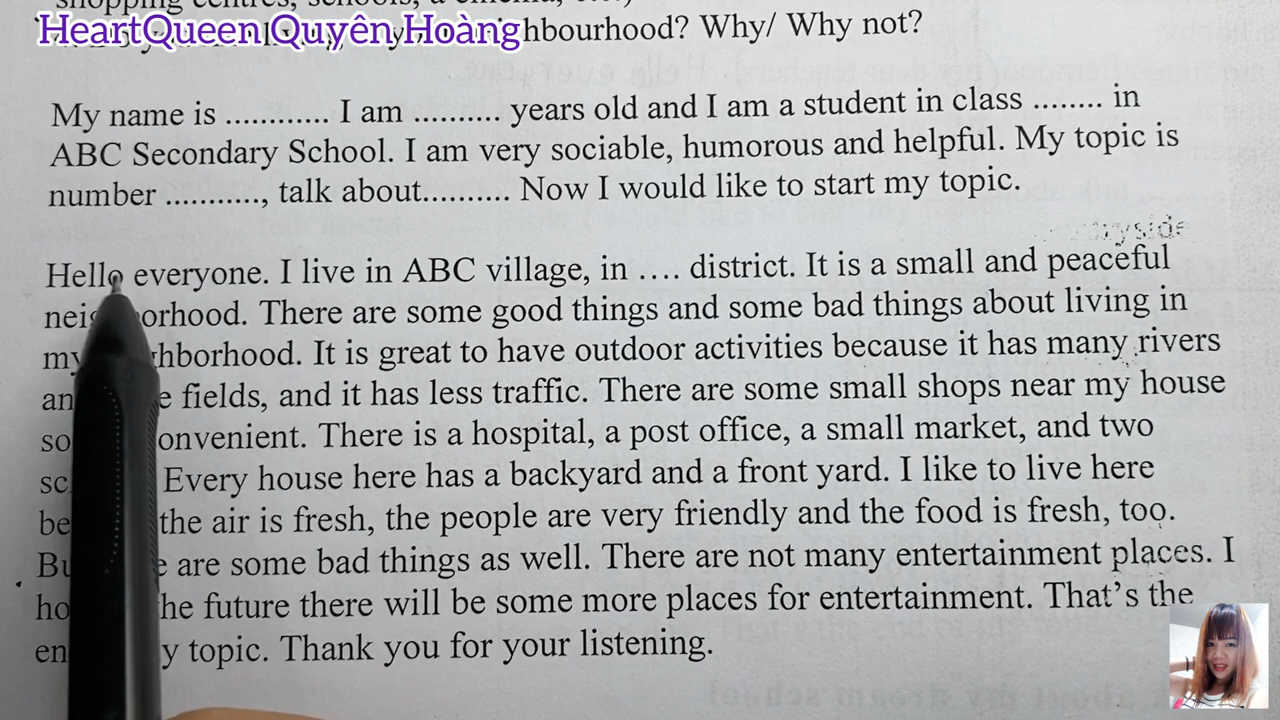 shopping centres, schools, a cinema, etc.)
HeartQueen Quyên Hoàng
hbourhood? Why/ Why not?
My name is ............ I am .......... years old and I am a student in class ........ in
ABC Secondary School. I am very sociable, humorous and helpful. My topic is
number ..........., talk about.......... Now I would like to start my topic.
Hello everyone. I live in ABC village, in .... district. It is a small and peaceful
orhood. There are some good things and some bad things about living in
my hborhood. It is great to have outdoor activities because it has many rivers
fields, and it has less traffic. There are some small shops near my house
so onvenient. There is a hospital, a post office, a small market, and two
Every house here has a backyard and a front yard. I like to live here
the air is fresh, the people are very friendly and the food is fresh, too.
are some bad things as well. There are not many entertainment places. I
he future there will be some more places for entertainment. That's the
y topic. Thank you for your listening.